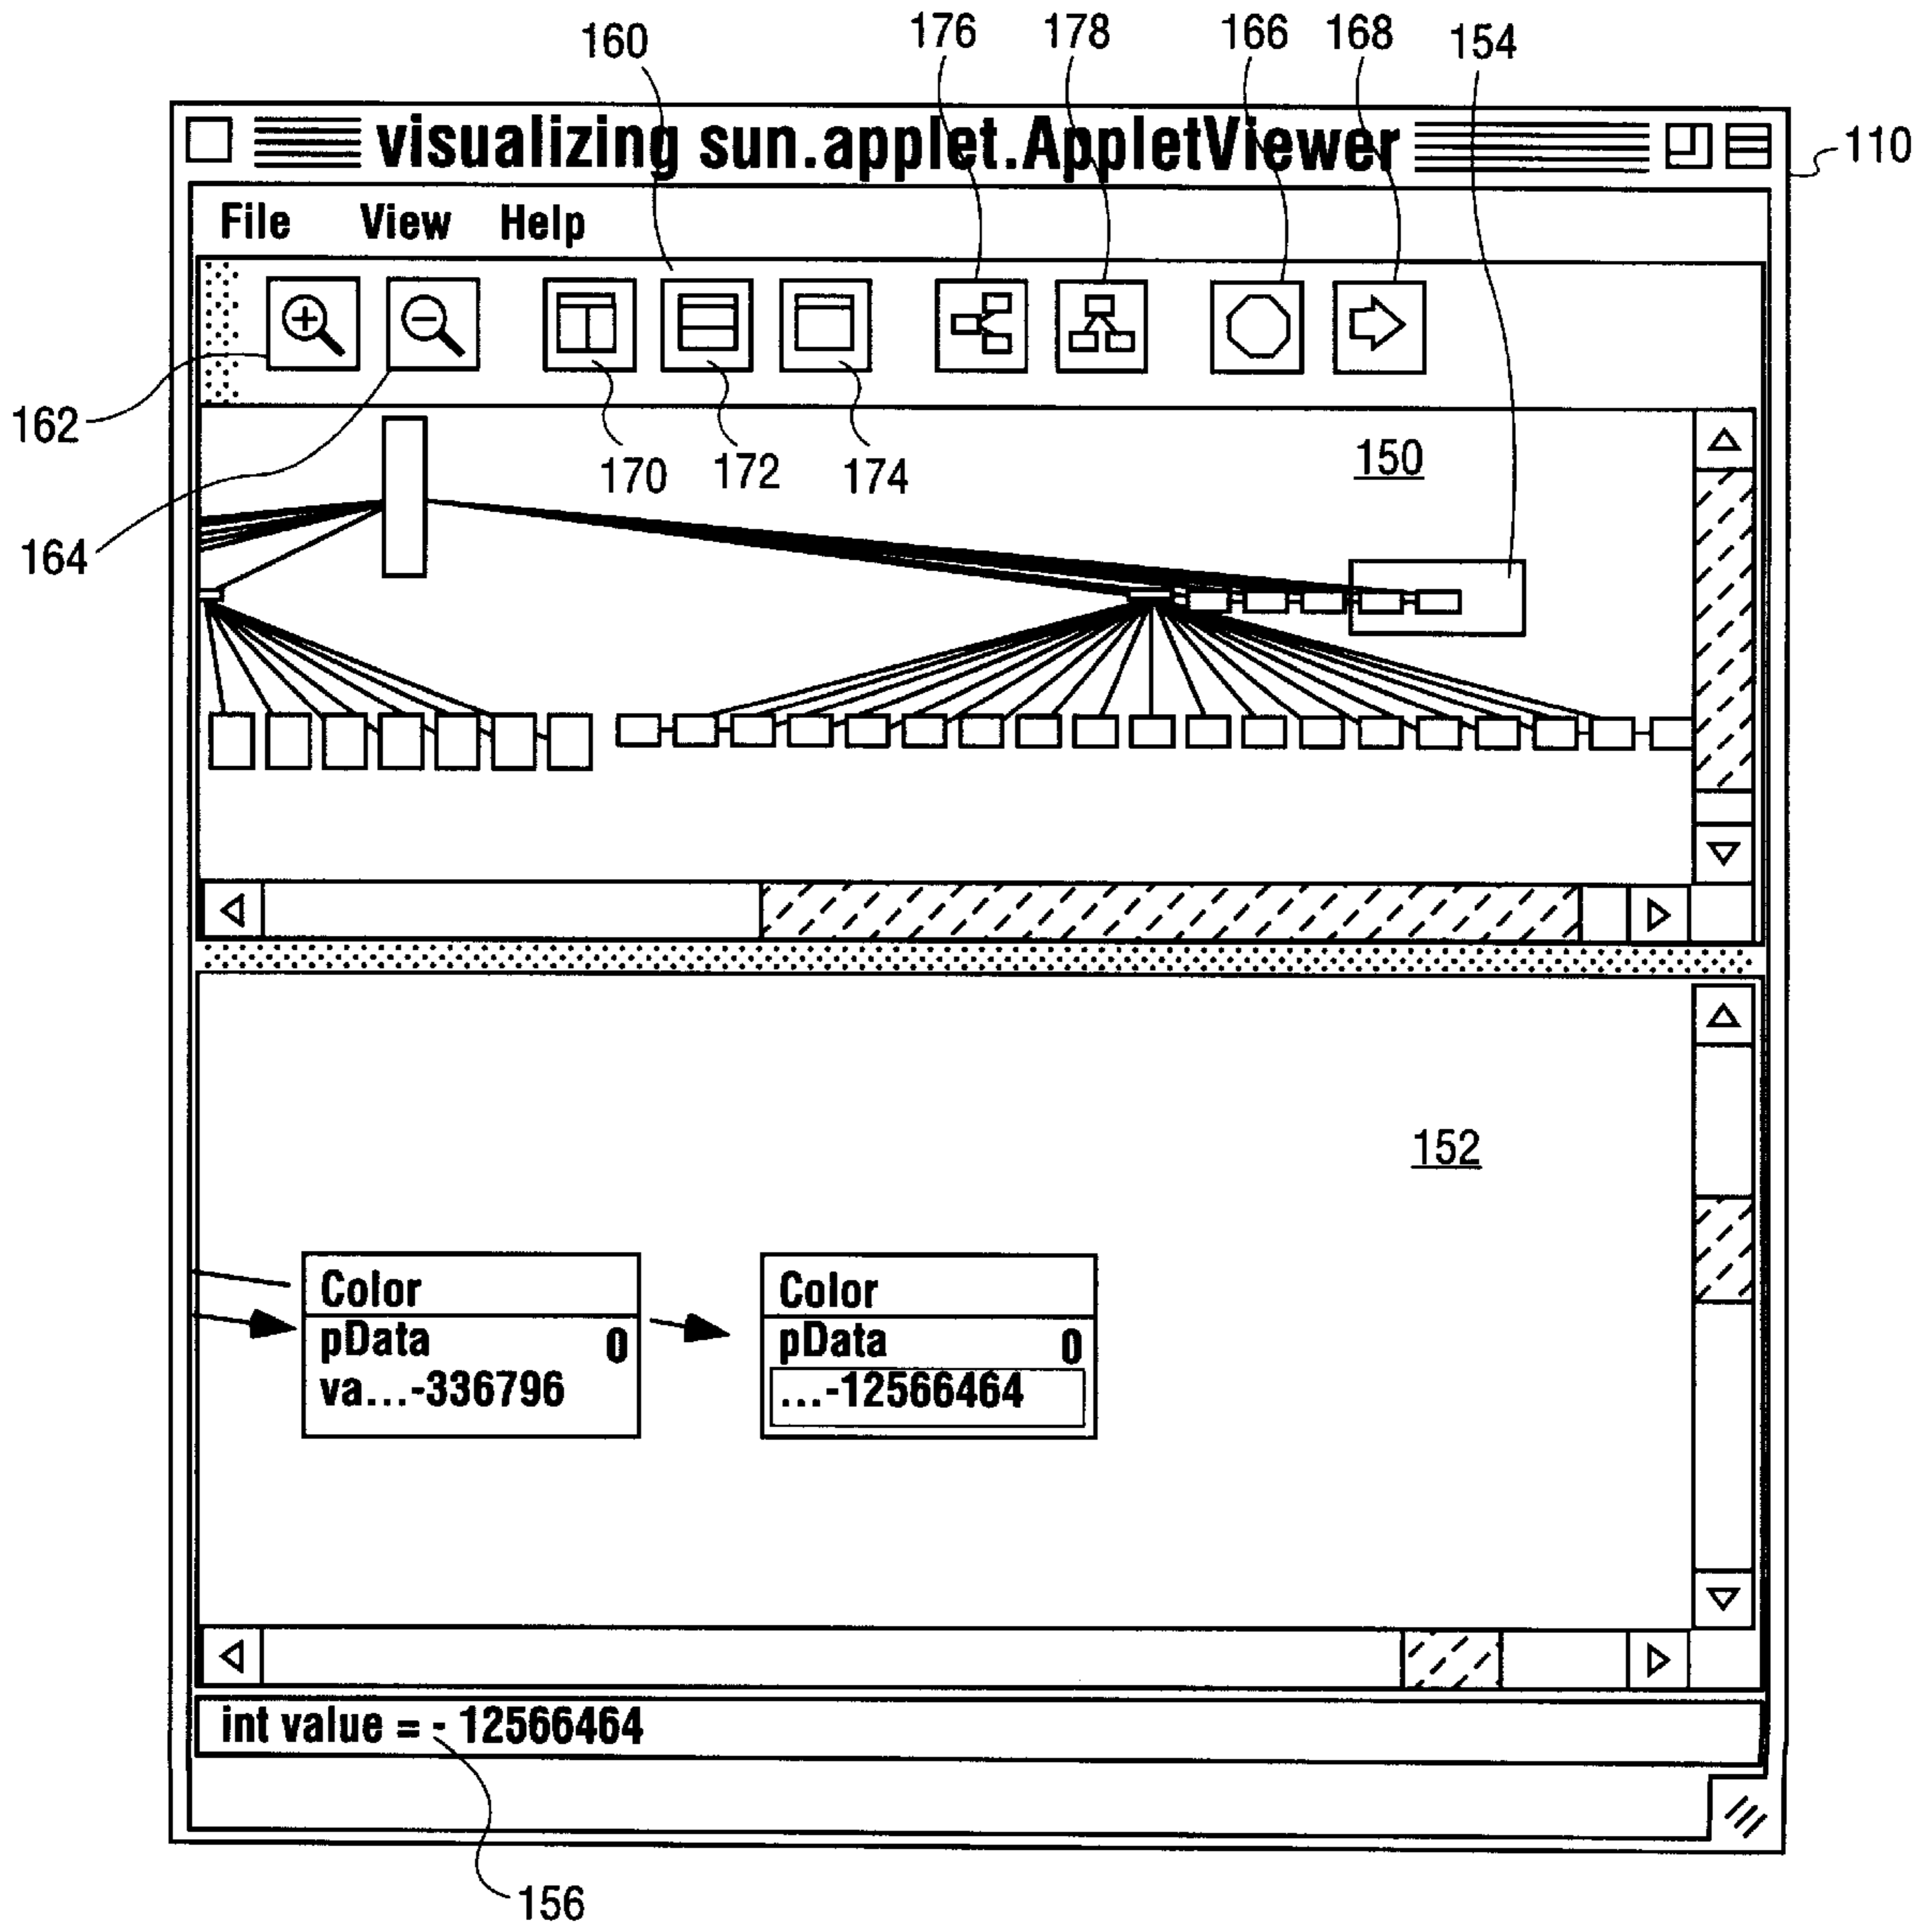 160 176 178 166 168 154
visualizing sun.applet.AppletViewer
110
File View Help
162
170 172 174 150
164
152
Color Color
pData 0 pData 0
va...-336796 ...-12566464
int value = - 12566464
156